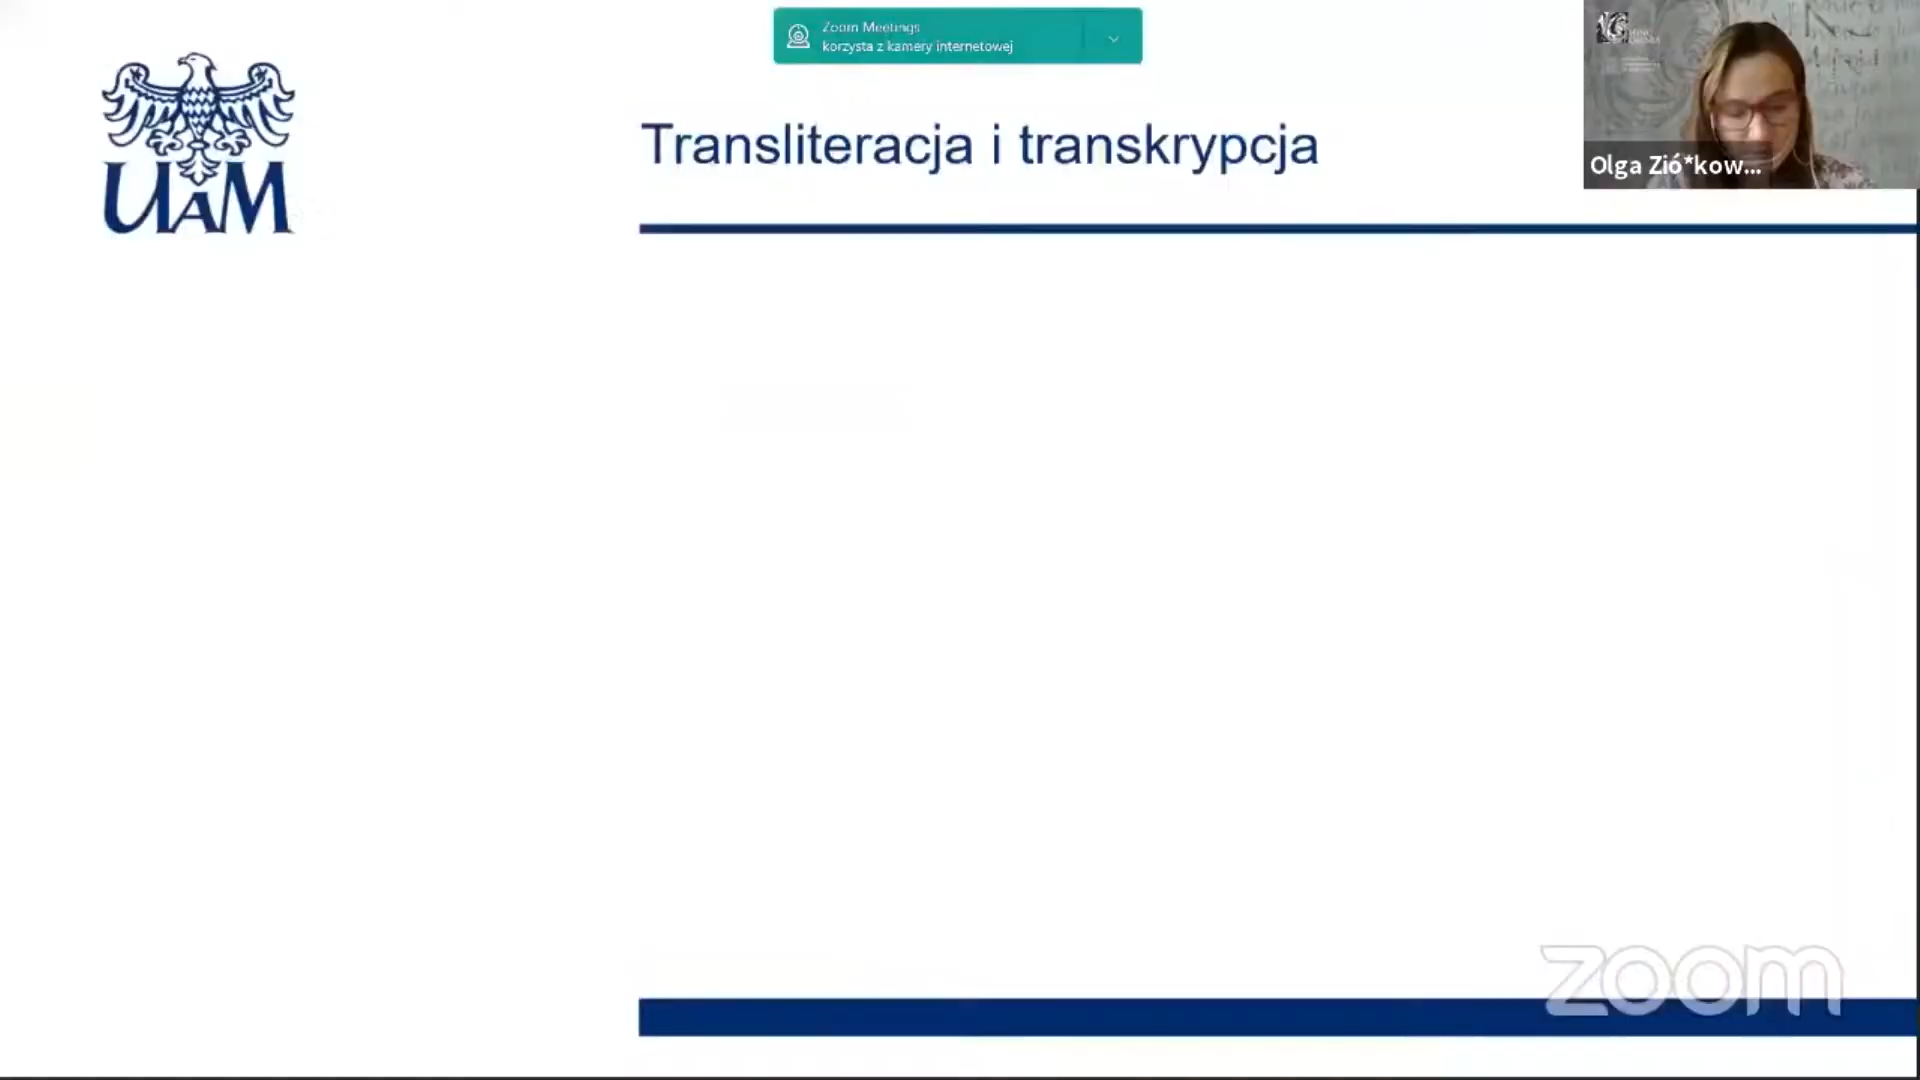 Zoom Meetings
korzysta z kamery internetowej
UAM
Transliteracja i transkrypcja
Olga Zió*kow...
zoom